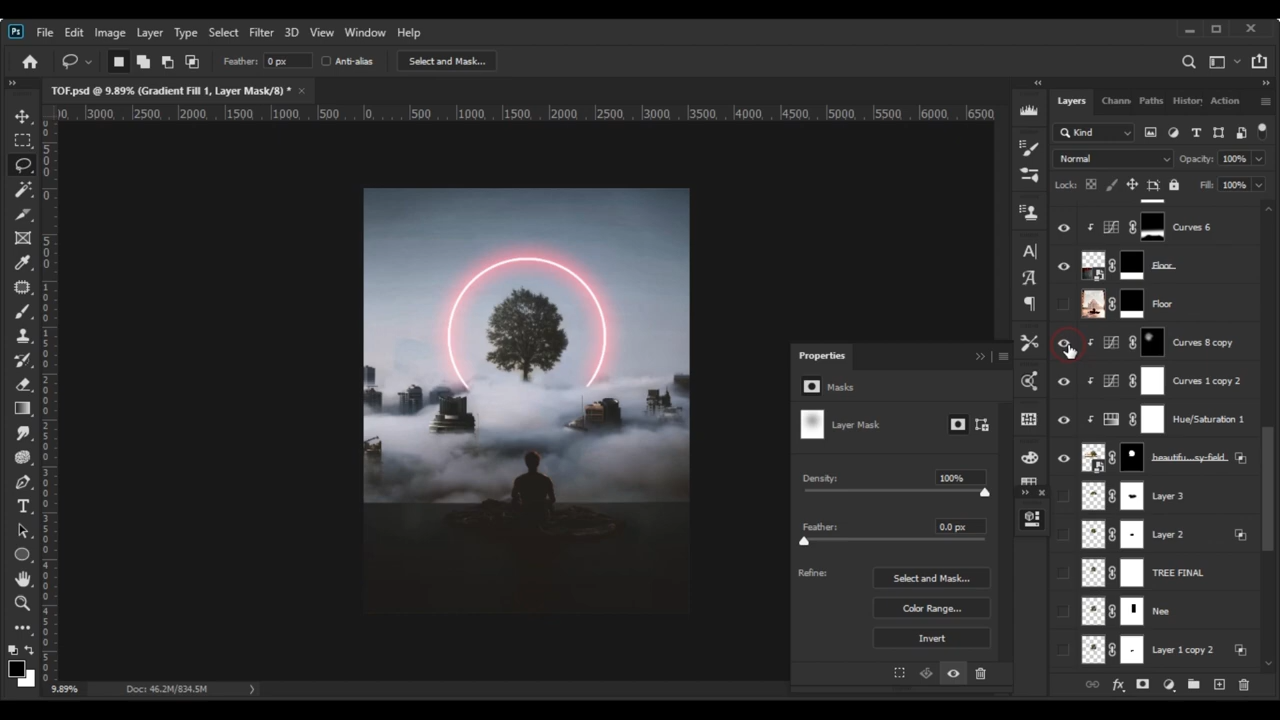 Ps File Edit Image Layer Type Select Filter 3D View Window Help
Feather: 0 px Anti-alias Select and Mask...
TOF.psd @ 9.89% (Gradient Fill 1, Layer Mask/8) * ×
3000 2500 2000 1500 1000 500 0 500 1000 1500 2000 2500 3000 3500 4000 4500 5000 5500 6000 6500
Layers Chann Paths History Action
Kind
Normal Opacity: 100%
Lock: Fill: 100%
Curves 6
Floor
Floor
Curves 8 copy
Curves 1 copy 2
Hue/Saturation 1
beautifu...sy-field
Layer 3
Layer 2
TREE FINAL
Nee
Layer 1 copy 2
Properties
Masks
Layer Mask
Density: 100%
Feather: 0.0 px
Refine: Select and Mask...
Color Range...
Invert
9.89% Doc: 46.2M/834.5M